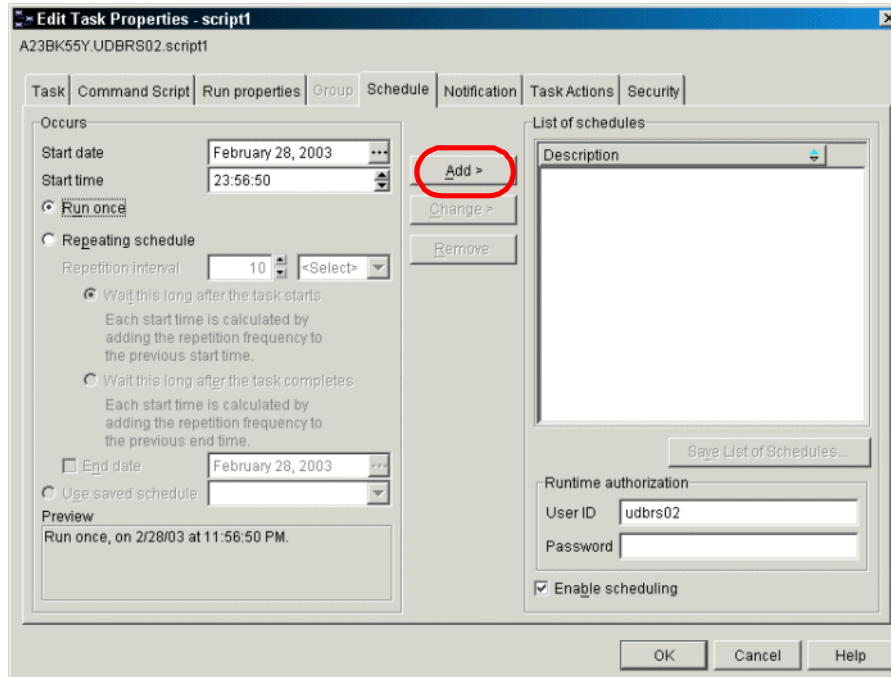 Edit Task Properties - script1
A23BK55Y.UDBRS02.script1
Task Command Script Run properties Group Schedule Notification Task Actions Security
Occurs
Start date February 28, 2003 ...
Start time 23:56:50
Run once
Repeating schedule
Repetition interval 10 <Select>
Wait this long after the task starts
Each start time is calculated by
adding the repetition frequency to
the previous start time.
Wait this long after the task completes
Each start time is calculated by
adding the repetition frequency to
the previous end time.
End date February 28, 2003 ...
Use saved schedule
Preview
Run once, on 2/28/03 at 11:56:50 PM.
Add >
Change >
Remove
List of schedules
Description
Save List of Schedules...
Runtime authorization
User ID udbrs02
Password
Enable scheduling
OK Cancel Help